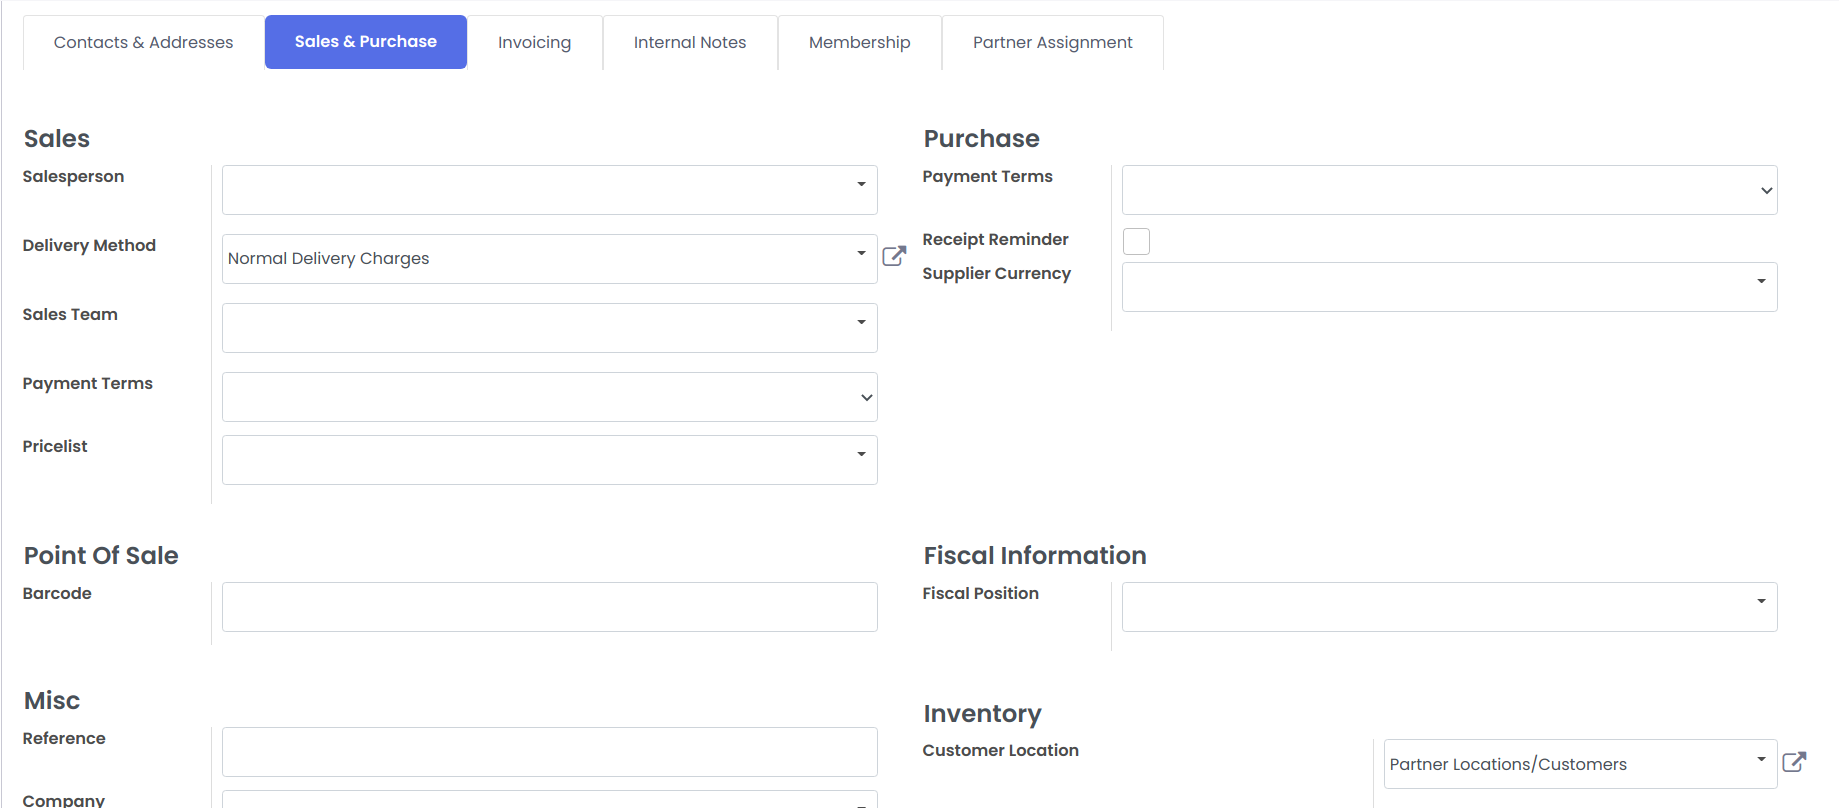 Contacts & Addresses
Sales & Purchase
Invoicing
Internal Notes
Membership
Partner Assignment
Sales
Salesperson
Delivery Method
Normal Delivery Charges
Sales Team
Payment Terms
Pricelist
Purchase
Payment Terms
Receipt Reminder
Supplier Currency
Point Of Sale
Barcode
Fiscal Information
Fiscal Position
Misc
Reference
Company
Inventory
Customer Location
Partner Locations/Customers